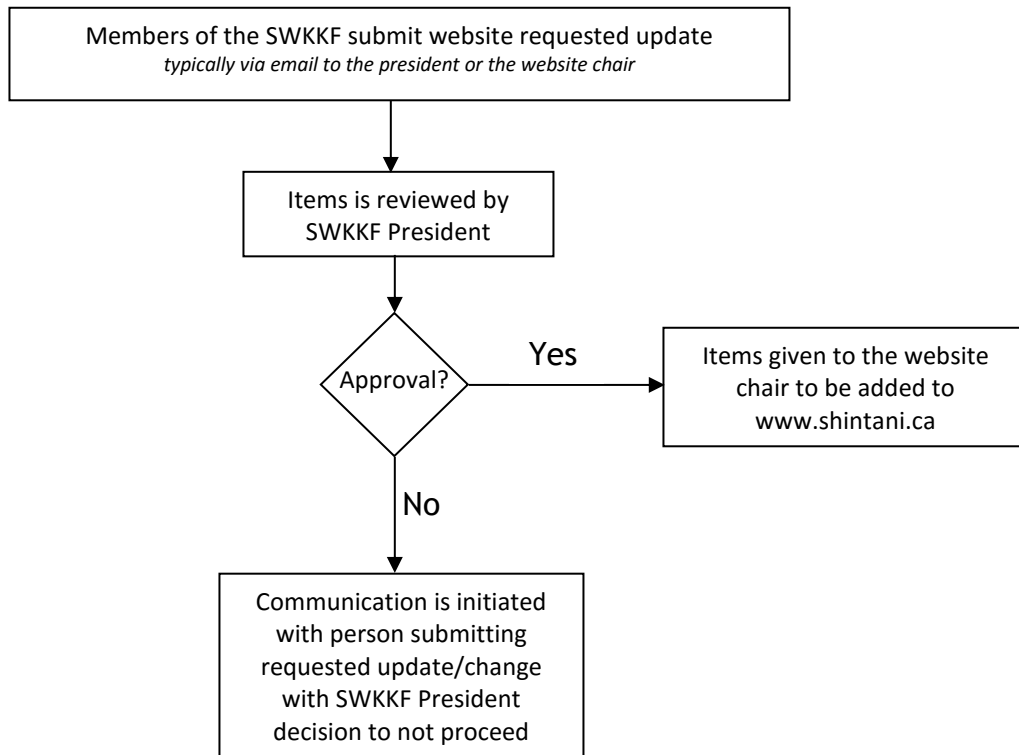 Members of the SWKKF submit website requested update
typically via email to the president or the website chair
Items is reviewed by
SWKKF President
Approval?
Yes
Items given to the website
chair to be added to
www.shintani.ca
No
Communication is initiated
with person submitting
requested update/change
with SWKKF President
decision to not proceed